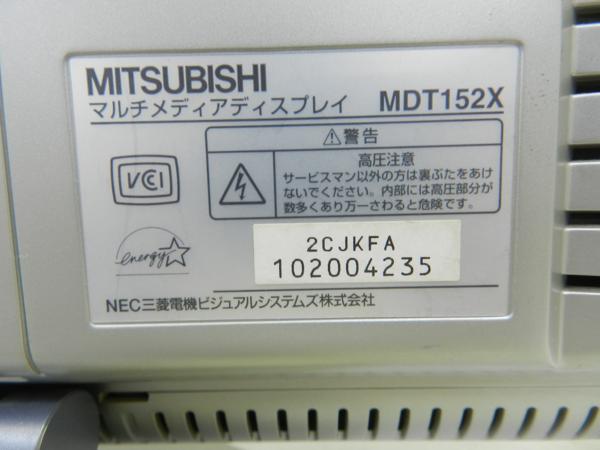 MITSUBISHI
マルチメディアディスプレイ MDT152X
⚠警告
VCCI
高圧注意
サービスマン以外の方は裏ぶたをあけ
ないでください。内部には高圧部分が
数多くあり万一さわると危険です。
energy
2CJKFA
102004235
NEC三菱電機ビジュアルシステムズ株式会社